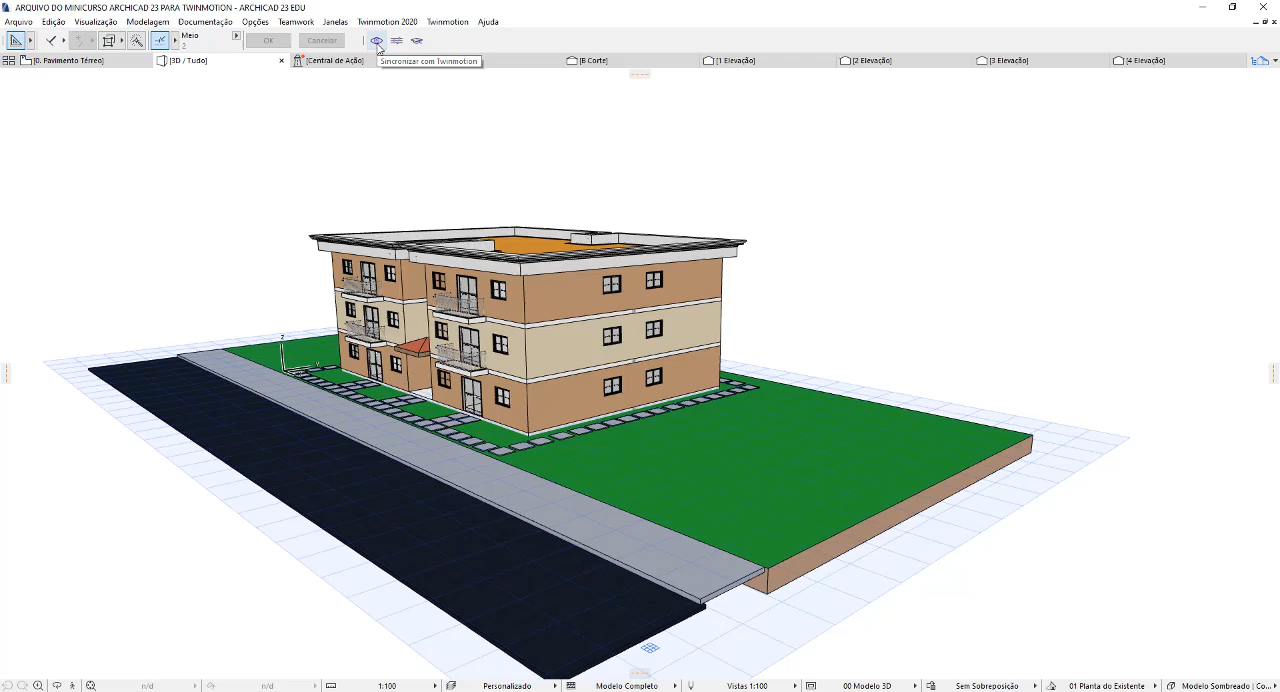 ARQUIVO DO MINICURSO ARCHICAD 23 PARA TWINMOTION - ARCHICAD 23 EDU
Arquivo Edição Visualização Modelagem Documentação Opções Teamwork Janelas Twinmotion 2020 Twinmotion Ajuda
Meio
2
OK Cancelar
Sincronizar com Twinmotion
[0. Pavimento Térreo] [3D / Tudo] [Central de Ação] [B Corte] [1 Elevação] [2 Elevação] [3 Elevação] [4 Elevação]
z
n/d n/d 1:100 Personalizado Modelo Completo Vistas 1:100 00 Modelo 3D Sem Sobreposição 01 Planta do Existente Modelo Sombreado | Co...